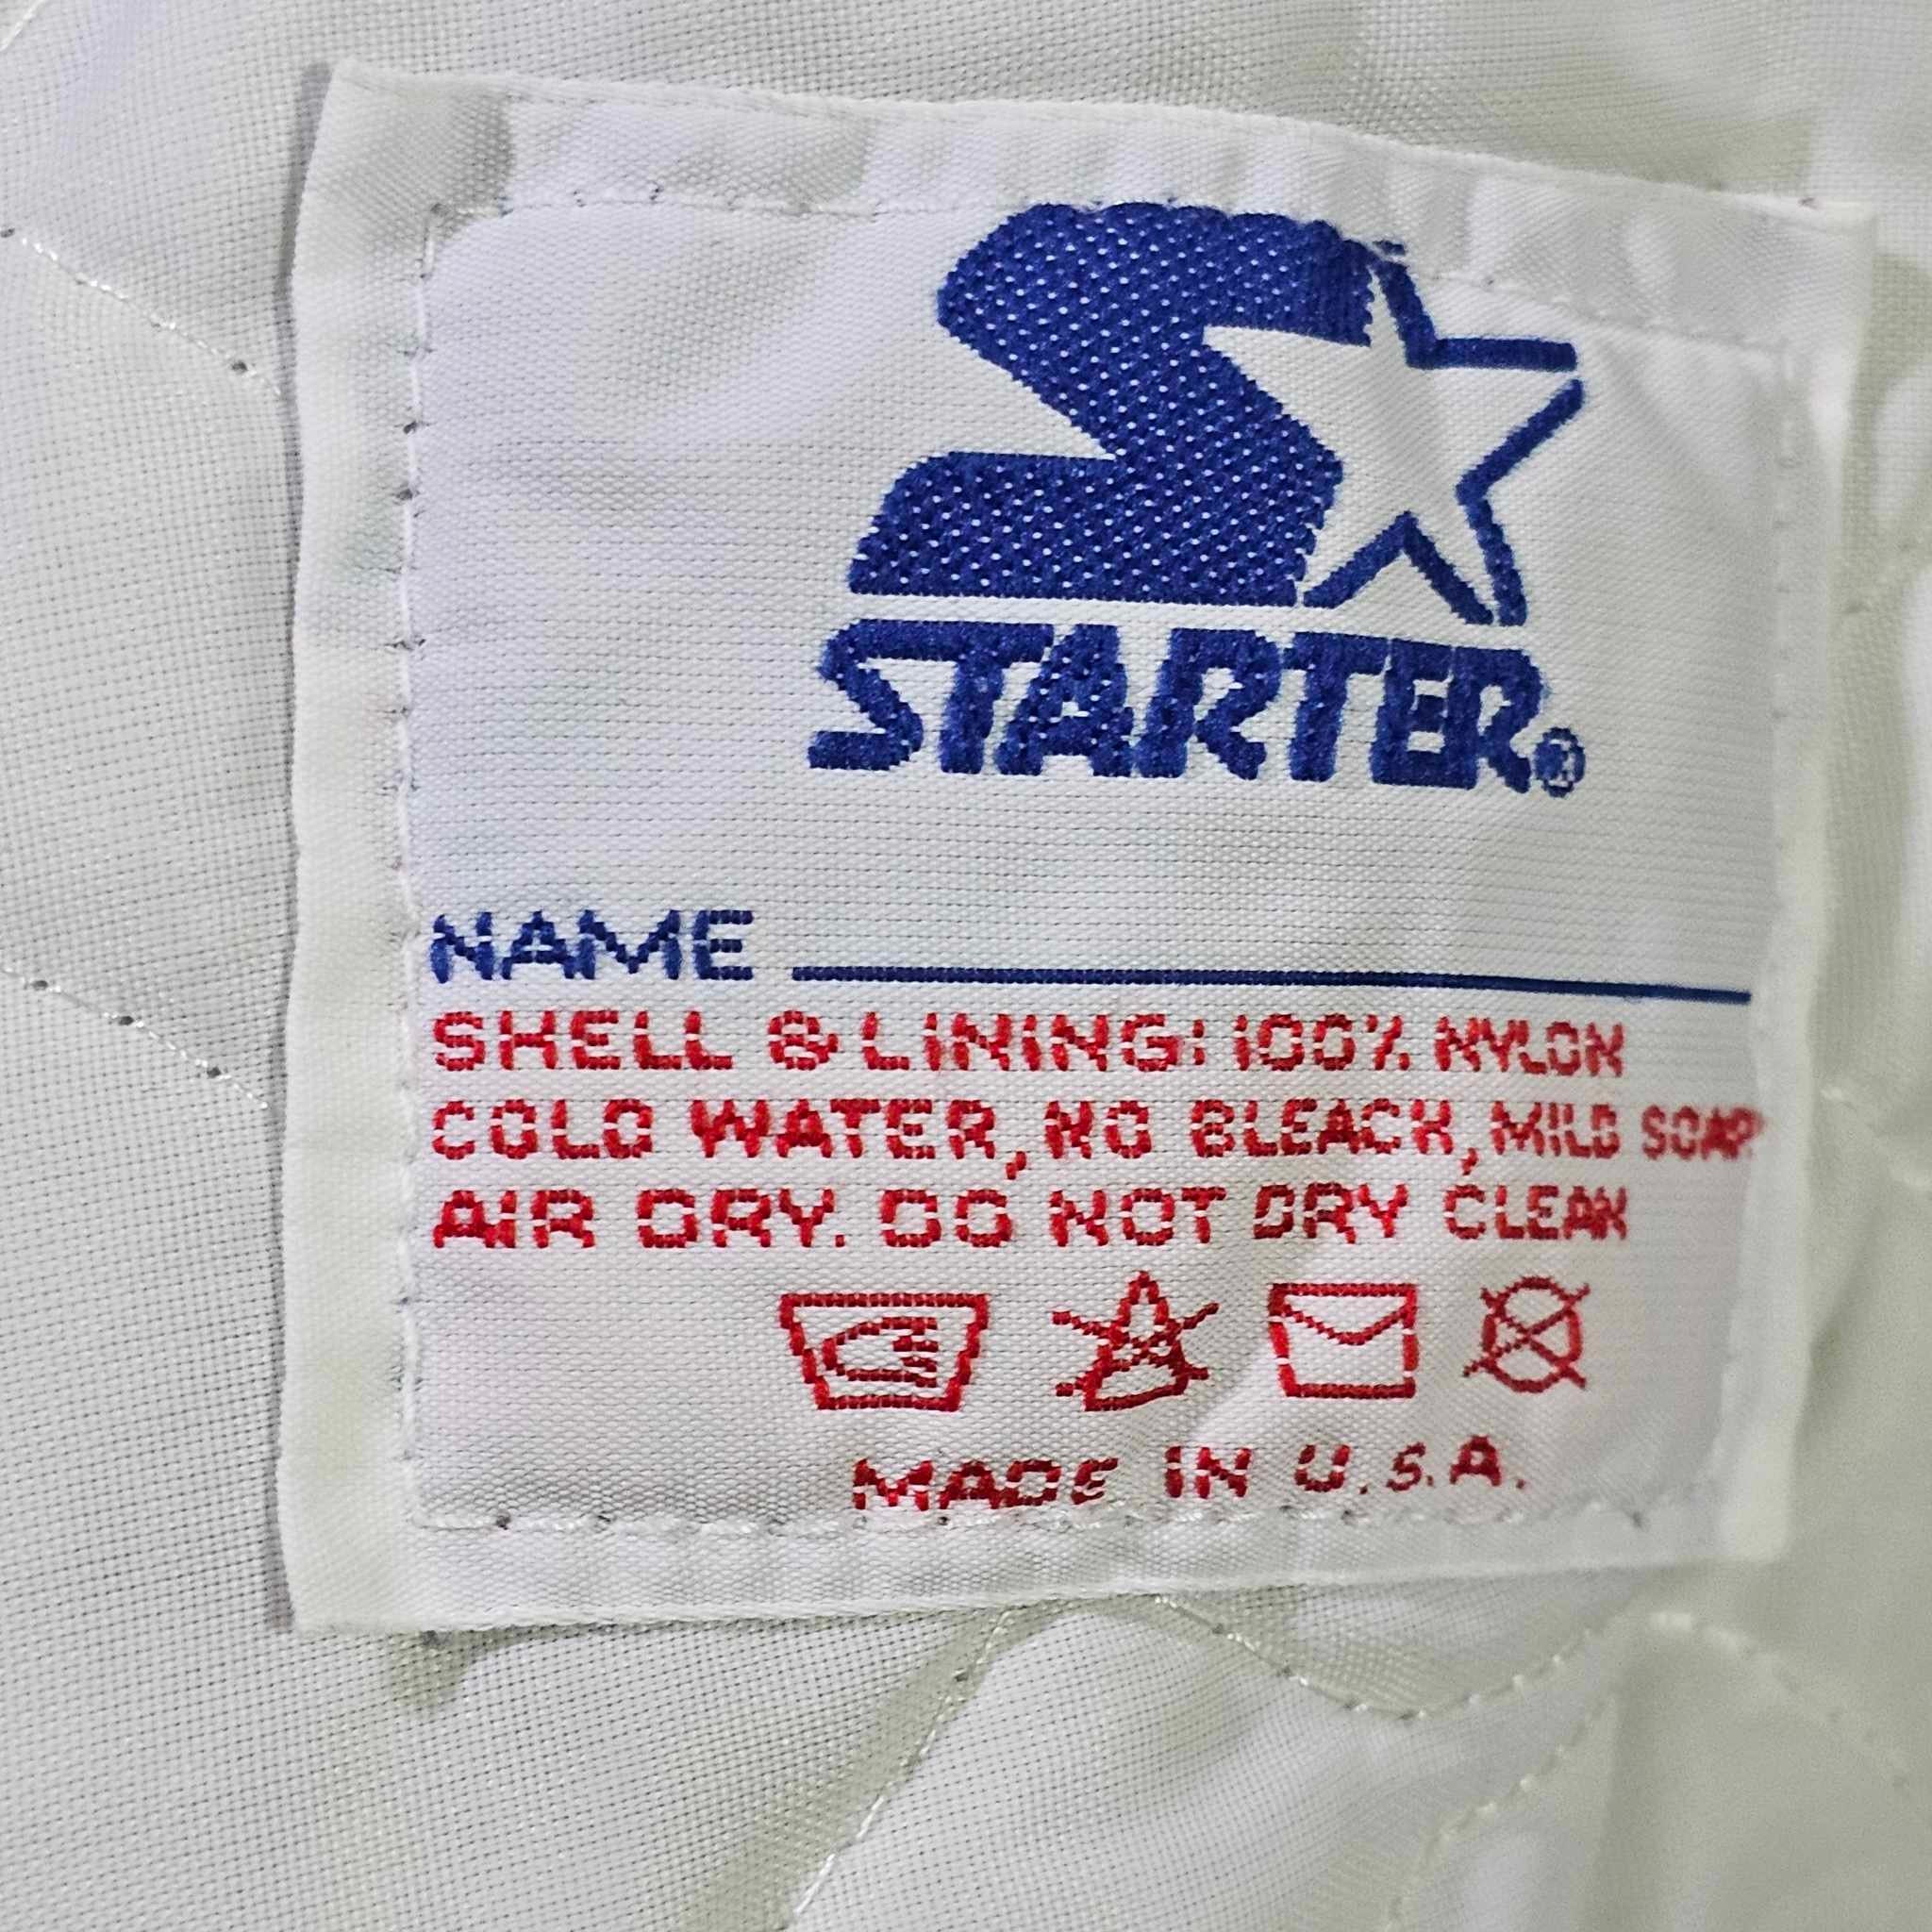 STARTER®
NAME
SHELL & LINING: 100% NYLON
COLD WATER, NO BLEACH, MILD SOAP.
AIR DRY. DO NOT DRY CLEAN
MADE IN U.S.A.